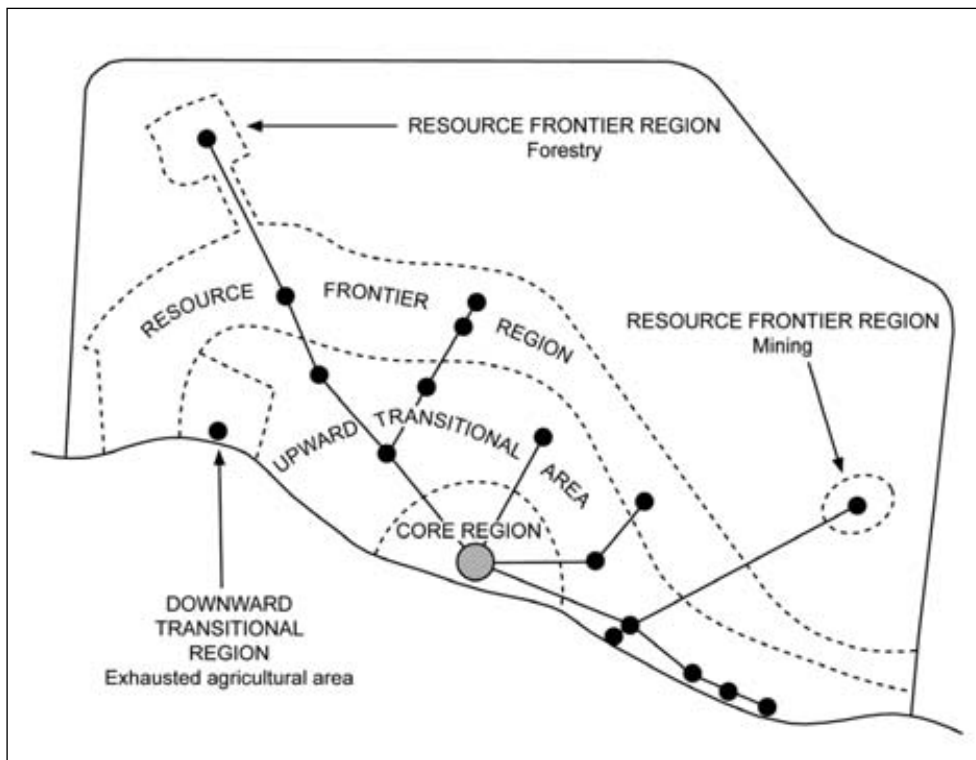 RESOURCE FRONTIER REGION
Forestry
RESOURCE FRONTIER REGION
RESOURCE FRONTIER REGION
Mining
UPWARD TRANSITIONAL AREA
CORE REGION
DOWNWARD
TRANSITIONAL
REGION
Exhausted agricultural area